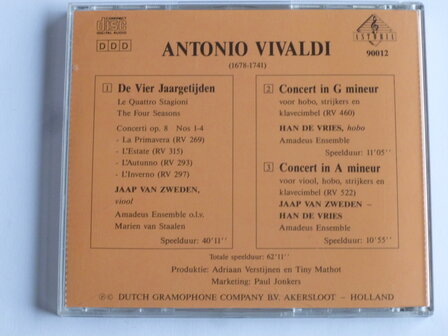 COMPACT
disc
DIGITAL AUDIO
DDD
ANTONIO VIVALDI
(1678-1741)
90012
1 De Vier Jaargetijden
Le Quattro Stagioni
The Four Seasons
Concerti op. 8 Nos 1-4
- La Primavera (RV 269)
- L'Estate (RV 315)
- L'Autunno (RV 293)
- L'Inverno (RV 297)
JAAP VAN ZWEDEN,
viool
Amadeus Ensemble o.l.v.
Marien van Staalen
Speelduur: 40'11''
2 Concert in G mineur
voor hobo, strijkers en
klavecimbel (RV 460)
HAN DE VRIES, hobo
Amadeus Ensemble
Speelduur: 11'05''
3 Concert in A mineur
voor viool, hobo, strijkers en
klavecimbel (RV 522)
JAAP VAN ZWEDEN –
HAN DE VRIES
Amadeus Ensemble
Speelduur: 10'55''
Totale speelduur: 62'11''
Produktie: Adriaan Verstijnen en Tiny Mathot
Marketing: Paul Jonkers
℗© DUTCH GRAMOPHONE COMPANY B.V. AKERSLOOT – HOLLAND